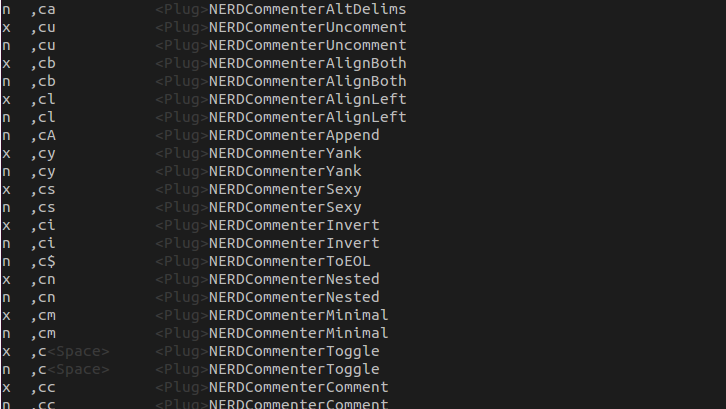 n  ,ca         <Plug>NERDCommenterAltDelims
x  ,cu         <Plug>NERDCommenterUncomment
n  ,cu         <Plug>NERDCommenterUncomment
x  ,cb         <Plug>NERDCommenterAlignBoth
n  ,cb         <Plug>NERDCommenterAlignBoth
x  ,cl         <Plug>NERDCommenterAlignLeft
n  ,cl         <Plug>NERDCommenterAlignLeft
n  ,cA         <Plug>NERDCommenterAppend
x  ,cy         <Plug>NERDCommenterYank
n  ,cy         <Plug>NERDCommenterYank
x  ,cs         <Plug>NERDCommenterSexy
n  ,cs         <Plug>NERDCommenterSexy
x  ,ci         <Plug>NERDCommenterInvert
n  ,ci         <Plug>NERDCommenterInvert
n  ,c$         <Plug>NERDCommenterToEOL
x  ,cn         <Plug>NERDCommenterNested
n  ,cn         <Plug>NERDCommenterNested
x  ,cm         <Plug>NERDCommenterMinimal
n  ,cm         <Plug>NERDCommenterMinimal
x  ,c<Space>   <Plug>NERDCommenterToggle
n  ,c<Space>   <Plug>NERDCommenterToggle
x  ,cc         <Plug>NERDCommenterComment
n  ,cc         <Plug>NERDCommenterComment